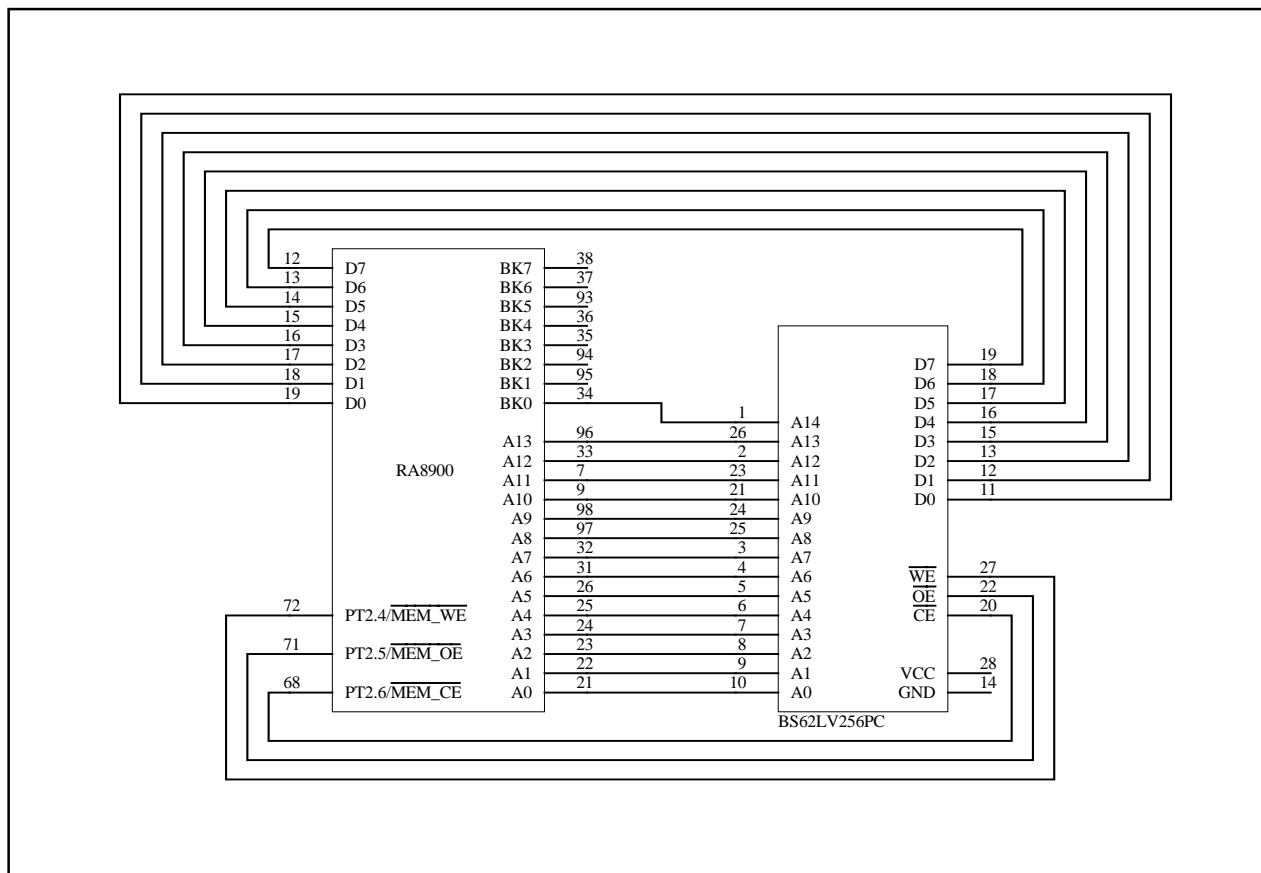 12 D7 BK7 38
13 D6 BK6 37
14 D5 BK5 93
15 D4 BK4 36
16 D3 BK3 35
17 D2 BK2 94 D7 19
18 D1 BK1 95 D6 18
19 D0 BK0 34 D5 17
1 A14 D4 16
A13 96 26 A13 D3 15
A12 33 2 A12 D2 13
RA8900 A11 7 23 A11 D1 12
A10 9 21 A10 D0 11
A9 98 24 A9
A8 97 25 A8
A7 32 3 A7
A6 31 4 A6 WE 27
A5 26 5 A5 OE 22
72 PT2.4/MEM_WE A4 25 6 A4 CE 20
A3 24 7 A3
71 PT2.5/MEM_OE A2 23 8 A2
A1 22 9 A1 VCC 28
68 PT2.6/MEM_CE A0 21 10 A0 GND 14
BS62LV256PC